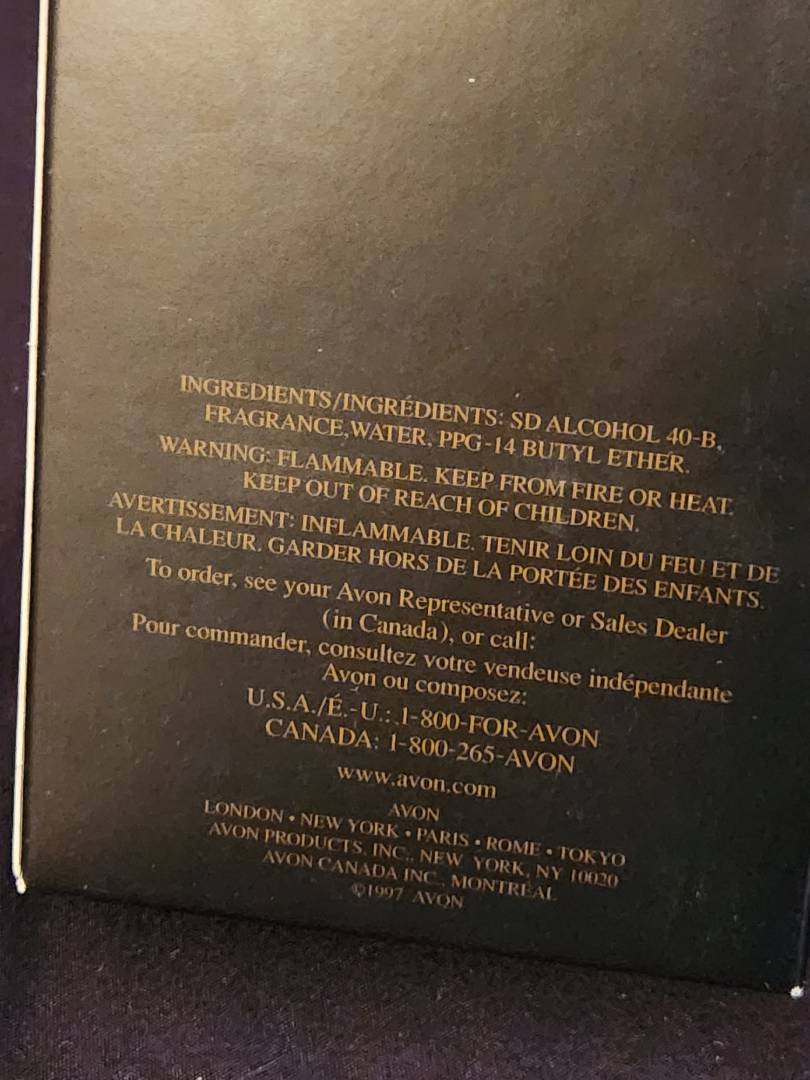 INGREDIENTS/INGRÉDIENTS: SD ALCOHOL 40-B,
FRAGRANCE,WATER, PPG-14 BUTYL ETHER.
WARNING: FLAMMABLE. KEEP FROM FIRE OR HEAT.
KEEP OUT OF REACH OF CHILDREN.
AVERTISSEMENT: INFLAMMABLE. TENIR LOIN DU FEU ET DE
LA CHALEUR. GARDER HORS DE LA PORTÉE DES ENFANTS.
To order, see your Avon Representative or Sales Dealer
(in Canada), or call:
Pour commander, consultez votre vendeuse indépendante
Avon ou composez:
U.S.A./É.-U.: 1-800-FOR-AVON
CANADA: 1-800-265-AVON
www.avon.com
AVON
LONDON • NEW YORK • PARIS • ROME • TOKYO
AVON PRODUCTS, INC., NEW YORK, NY 10020
AVON CANADA INC., MONTRÉAL
©1997 AVON